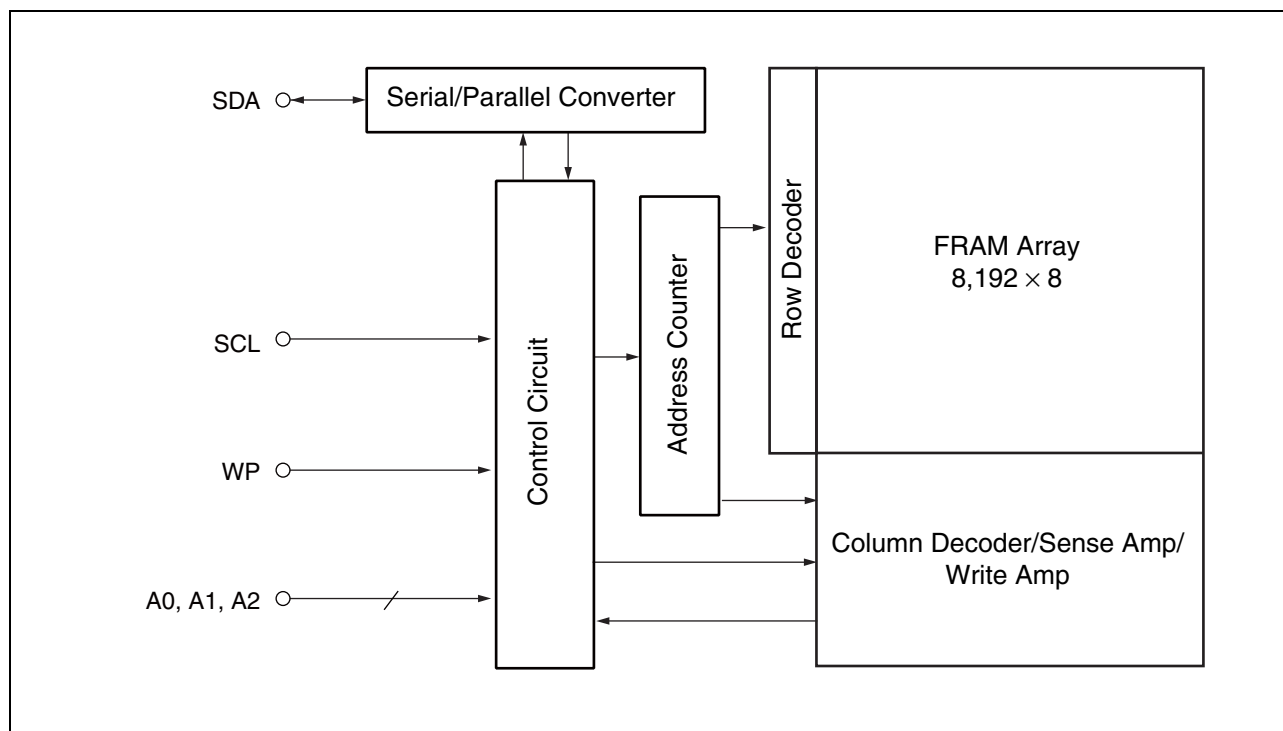 SDA
Serial/Parallel Converter
SCL
WP
A0, A1, A2
Control Circuit
Address Counter
Row Decoder
FRAM Array
8,192 × 8
Column Decoder/Sense Amp/
Write Amp